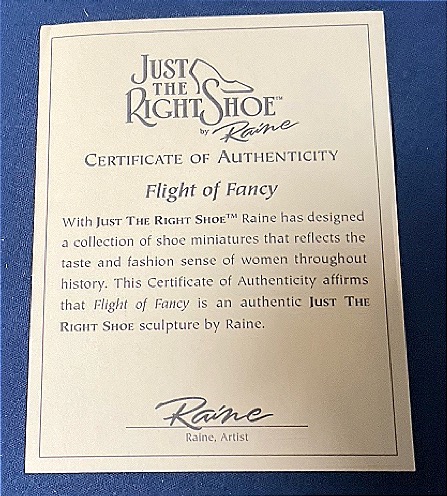 JUST
THE
RIGHT SHOE™
by Raine
CERTIFICATE OF AUTHENTICITY
Flight of Fancy
With JUST THE RIGHT SHOE™ Raine has designed
a collection of shoe miniatures that reflects the
taste and fashion sense of women throughout
history. This Certificate of Authenticity affirms
that Flight of Fancy is an authentic JUST THE
RIGHT SHOE sculpture by Raine.
Raine
Raine, Artist